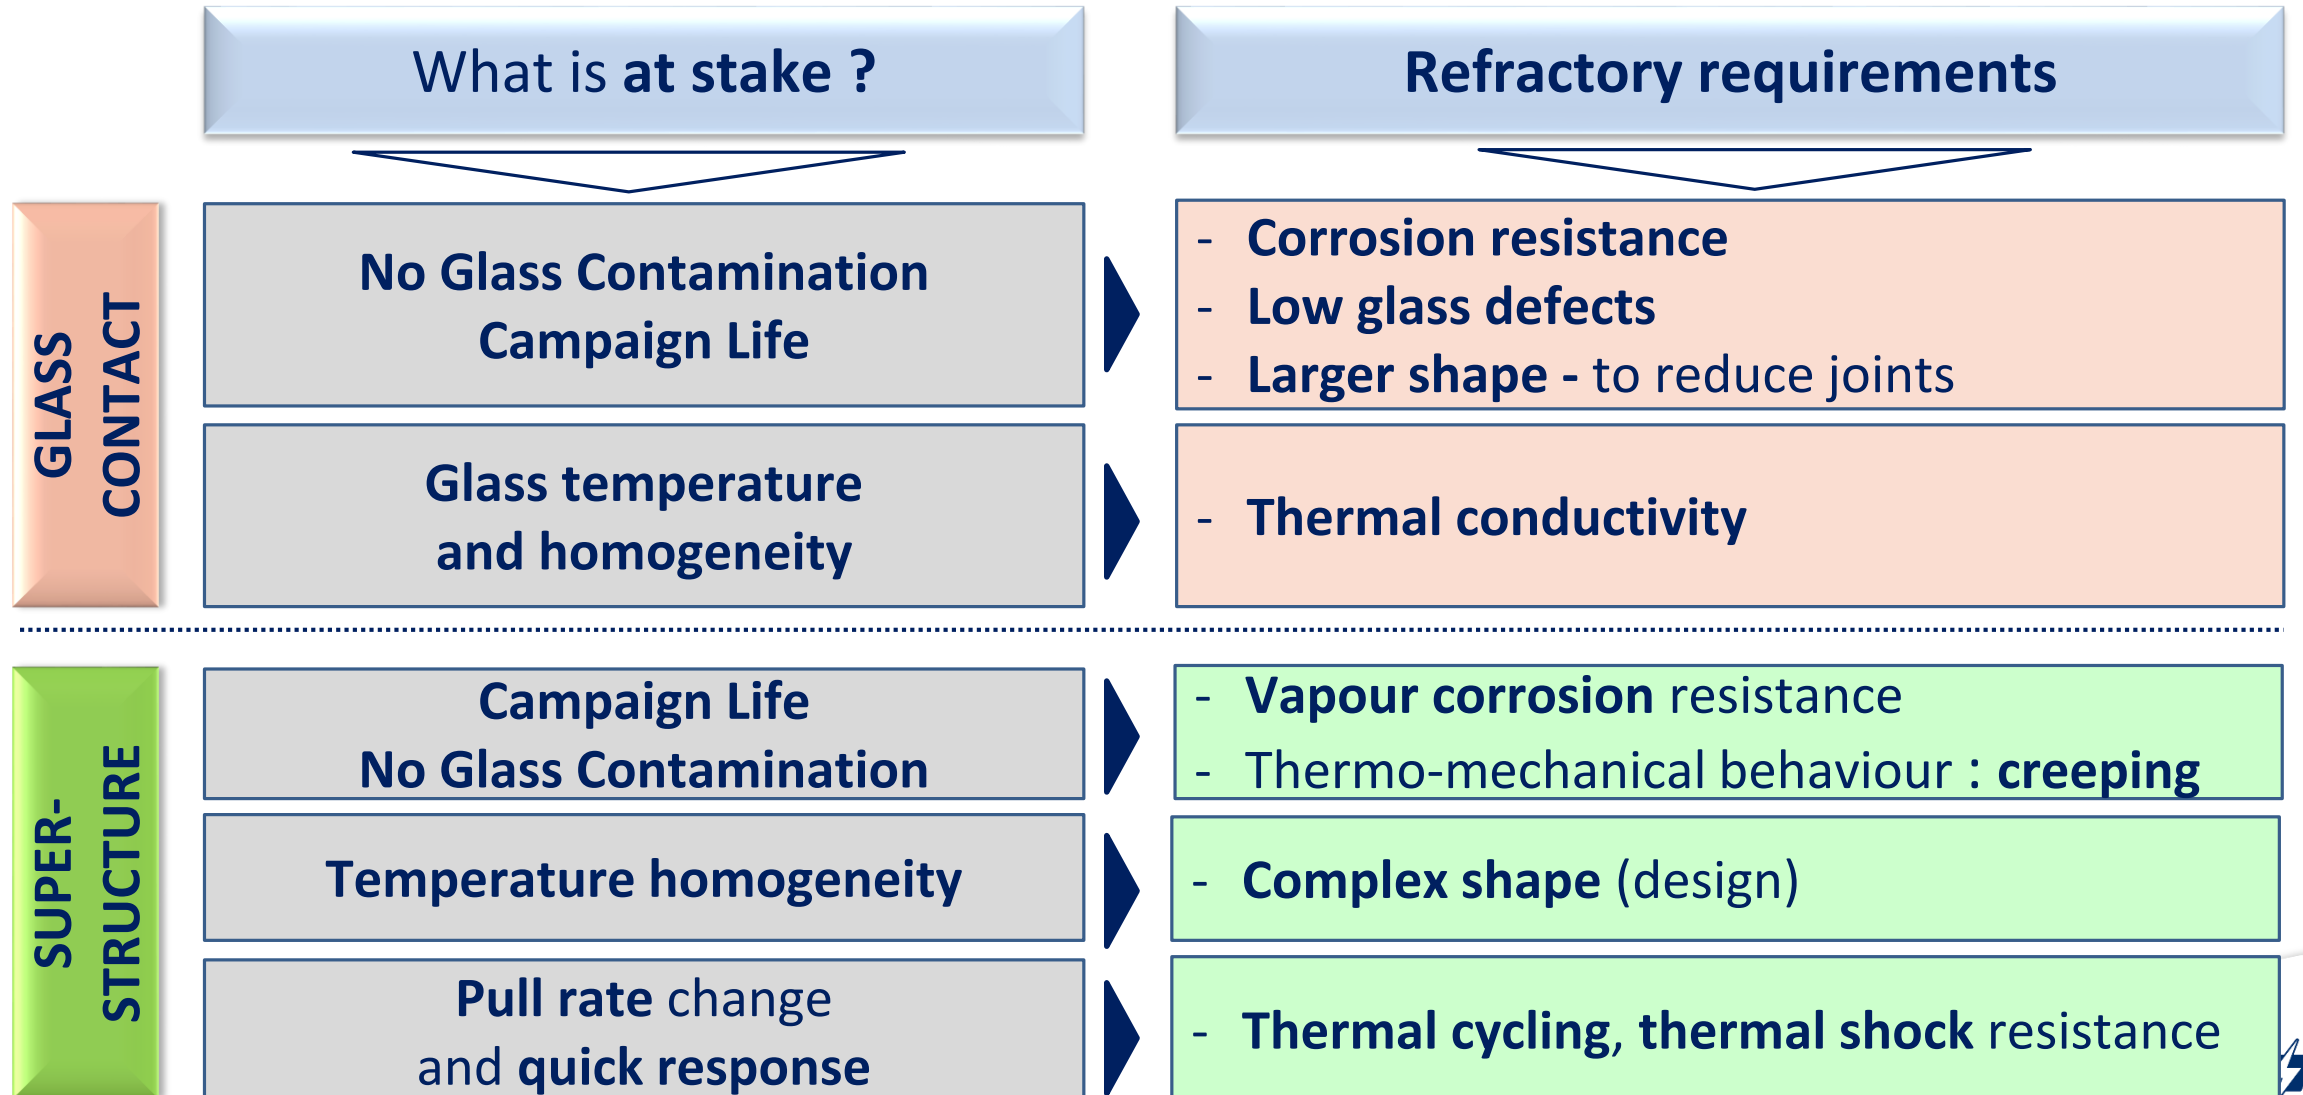 What is at stake ?
Refractory requirements
GLASS
CONTACT
No Glass Contamination
Campaign Life
- Corrosion resistance
- Low glass defects
- Larger shape - to reduce joints
Glass temperature
and homogeneity
- Thermal conductivity
SUPER-
STRUCTURE
Campaign Life
No Glass Contamination
- Vapour corrosion resistance
- Thermo-mechanical behaviour : creeping
Temperature homogeneity
- Complex shape (design)
Pull rate change
and quick response
- Thermal cycling, thermal shock resistance